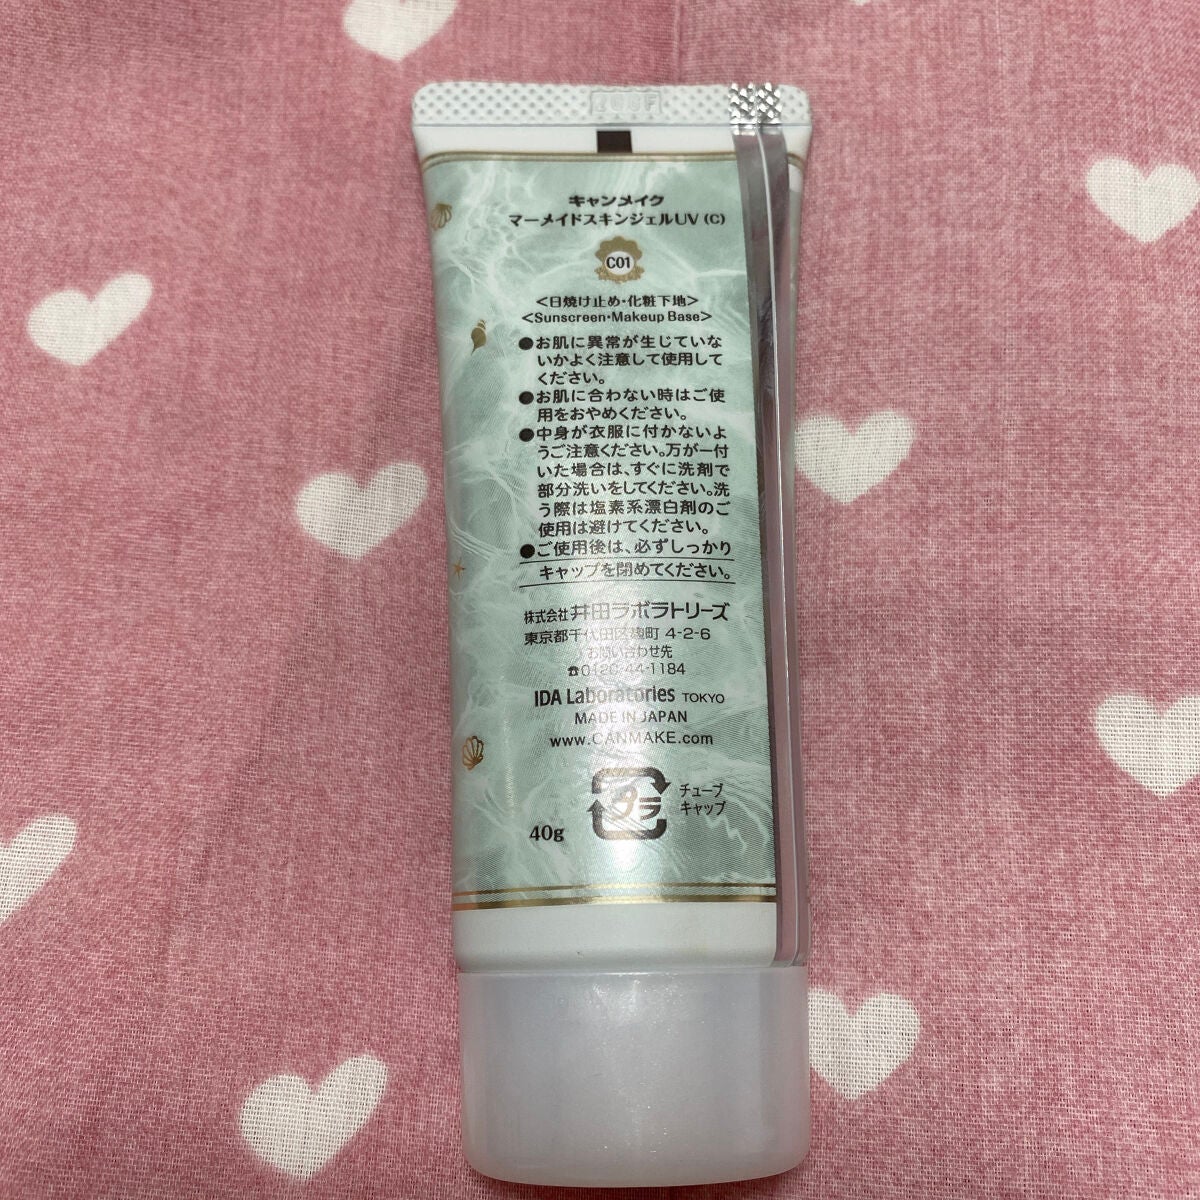 キャンメイク
マーメイドスキンジェルUV (C)
C01
<日焼け止め・化粧下地>
<Sunscreen・Makeup Base>
●お肌に異常が生じていな
いかよく注意して使用して
ください。
●お肌に合わない時はご使
用をおやめください。
●中身が衣服に付かないよ
うご注意ください。万が一付
いた場合は、すぐに洗剤で
部分洗いをしてください。洗
う際は塩素系漂白剤のご
使用は避けてください。
●ご使用後は、必ずしっかり
キャップを閉めてください。
株式会社 井田ラボラトリーズ
東京都千代田区麹町 4-2-6
お問い合わせ先
☎0120-44-1184
IDA Laboratories TOKYO
MADE IN JAPAN
www.CANMAKE.com
プラ
チューブ
キャップ
40g